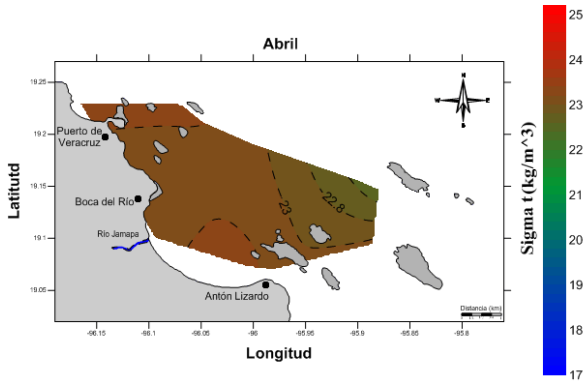 Abril
25
24
23
22
21
20
19
18
17
Sigma t(kg/m^3)
19.25
19.2
19.15
19.1
19.05
Latitutd
N
W
E
S
Puerto de
Veracruz
Boca del Río
Río Jamapa
Antón Lizardo
23
22.8
Distancia (km)
-96.15
-96.1
-96.05
-96
-95.95
-95.9
-95.85
-95.8
Longitud